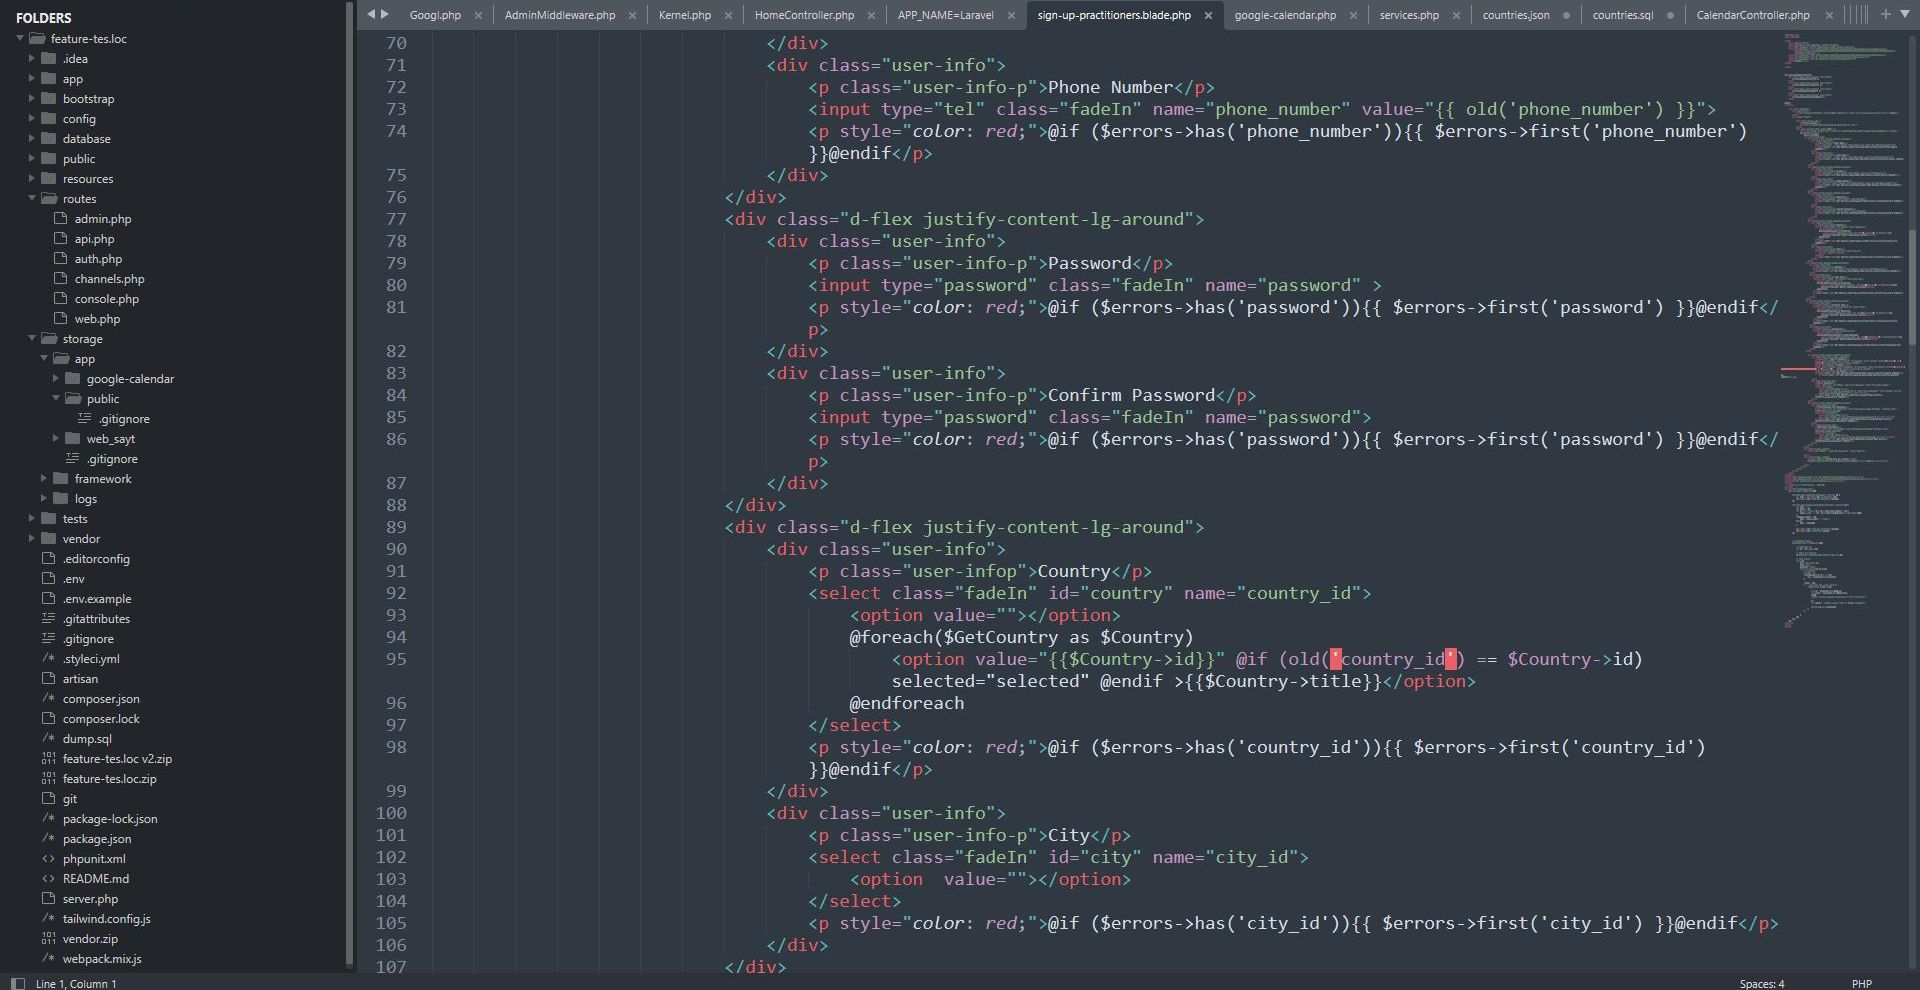 FOLDERS
feature-tes.loc
.idea
app
bootstrap
config
database
public
resources
routes
admin.php
api.php
auth.php
channels.php
console.php
web.php
storage
app
google-calendar
public
.gitignore
web_sayt
.gitignore
framework
logs
tests
vendor
.editorconfig
.env
.env.example
.gitattributes
.gitignore
/* .styleci.yml
artisan
/* composer.json
composer.lock
/* dump.sql
feature-tes.loc v2.zip
feature-tes.loc.zip
git
/* package-lock.json
/* package.json
<> phpunit.xml
<> README.md
server.php
/* tailwind.config.js
vendor.zip
/* webpack.mix.js
Googl.php
AdminMiddleware.php
Kernel.php
HomeController.php
APP_NAME=Laravel
sign-up-practitioners.blade.php
google-calendar.php
services.php
countries.json
countries.sql
CalendarController.php
70 </div>
71 <div class="user-info">
72 <p class="user-info-p">Phone Number</p>
73 <input type="tel" class="fadeIn" name="phone_number" value="{{ old('phone_number') }}">
74 <p style="color: red;">@if ($errors->has('phone_number')){{ $errors->first('phone_number')
}}@endif</p>
75 </div>
76 </div>
77 <div class="d-flex justify-content-lg-around">
78 <div class="user-info">
79 <p class="user-info-p">Password</p>
80 <input type="password" class="fadeIn" name="password" >
81 <p style="color: red;">@if ($errors->has('password')){{ $errors->first('password') }}@endif</
p>
82 </div>
83 <div class="user-info">
84 <p class="user-info-p">Confirm Password</p>
85 <input type="password" class="fadeIn" name="password">
86 <p style="color: red;">@if ($errors->has('password')){{ $errors->first('password') }}@endif</
p>
87 </div>
88 </div>
89 <div class="d-flex justify-content-lg-around">
90 <div class="user-info">
91 <p class="user-infop">Country</p>
92 <select class="fadeIn" id="country" name="country_id">
93 <option value=""></option>
94 @foreach($GetCountry as $Country)
95 <option value="{{$Country->id}}" @if (old('country_id') == $Country->id)
selected="selected" @endif >{{$Country->title}}</option>
96 @endforeach
97 </select>
98 <p style="color: red;">@if ($errors->has('country_id')){{ $errors->first('country_id')
}}@endif</p>
99 </div>
100 <div class="user-info">
101 <p class="user-info-p">City</p>
102 <select class="fadeIn" id="city" name="city_id">
103 <option  value=""></option>
104 </select>
105 <p style="color: red;">@if ($errors->has('city_id')){{ $errors->first('city_id') }}@endif</p>
106 </div>
107 </div>
Line 1, Column 1
Spaces: 4
PHP